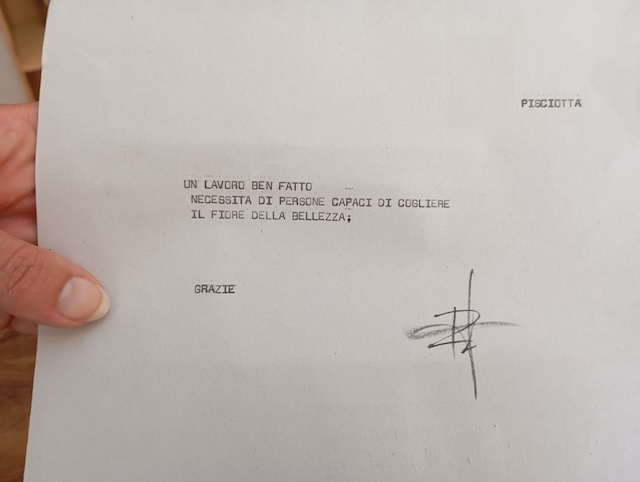 PISCIOTTA
UN LAVORO BEN FATTO
NECESSITA DI PERSONE CAPACI DI COGLIERE
IL FIORE DELLA BELLEZZA;
GRAZIE